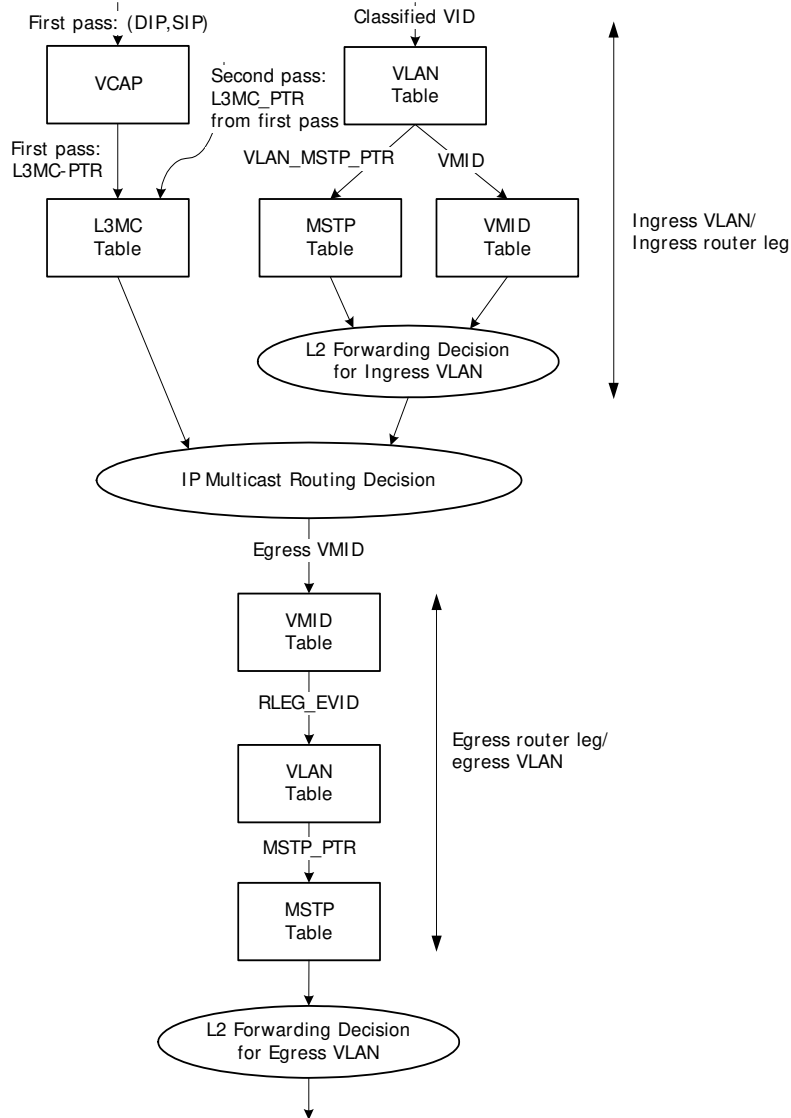 First pass: (DIP,SIP)
Classified VID
VCAP
Second pass:
L3MC_PTR
from first pass
VLAN
Table
First pass:
L3MC-PTR
VLAN_MSTP_PTR
VMID
L3MC
Table
MSTP
Table
VMID
Table
Ingress VLAN/
Ingress router leg
L2 Forwarding Decision
for Ingress VLAN
IP Multicast Routing Decision
Egress VMID
VMID
Table
RLEG_EVID
Egress router leg/
egress VLAN
VLAN
Table
MSTP_PTR
MSTP
Table
L2 Forwarding Decision
for Egress VLAN